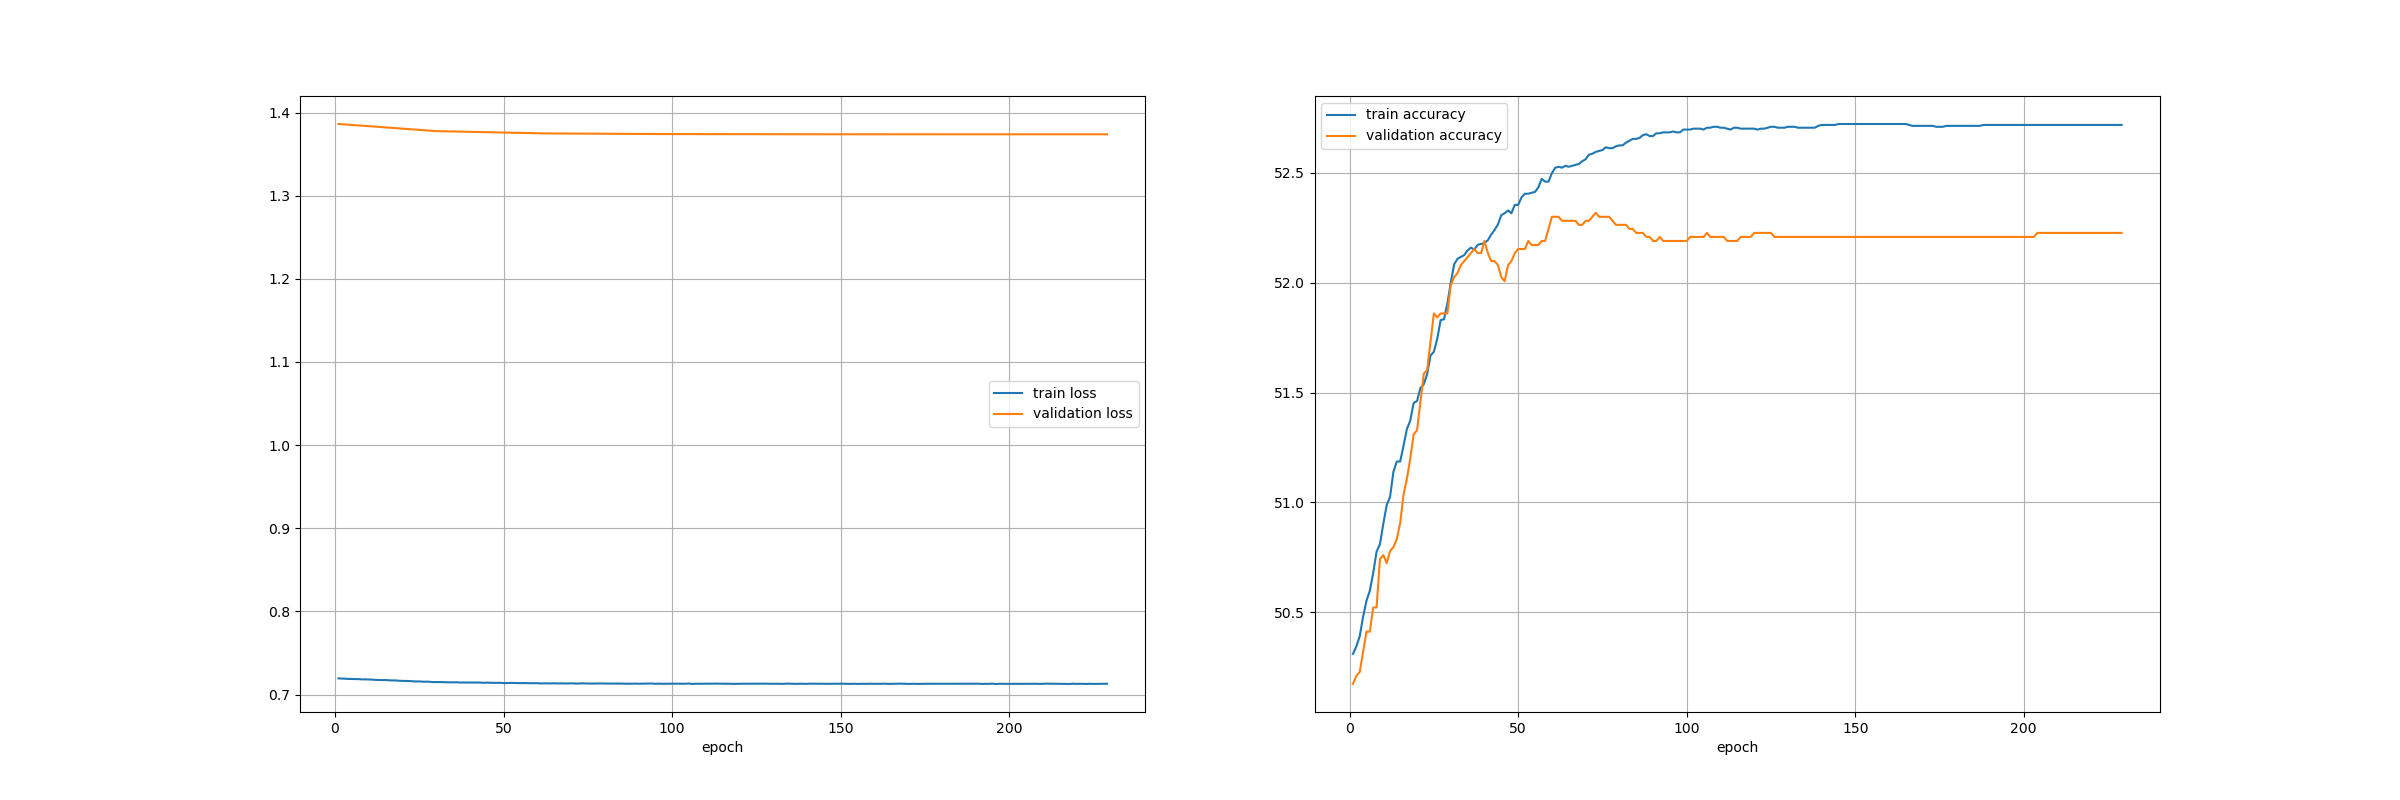 1.4
1.3
1.2
1.1
1.0
0.9
0.8
0.7
0 50 100 150 200
epoch
train loss
validation loss
train accuracy
validation accuracy
52.5
52.0
51.5
51.0
50.5
0 50 100 150 200
epoch